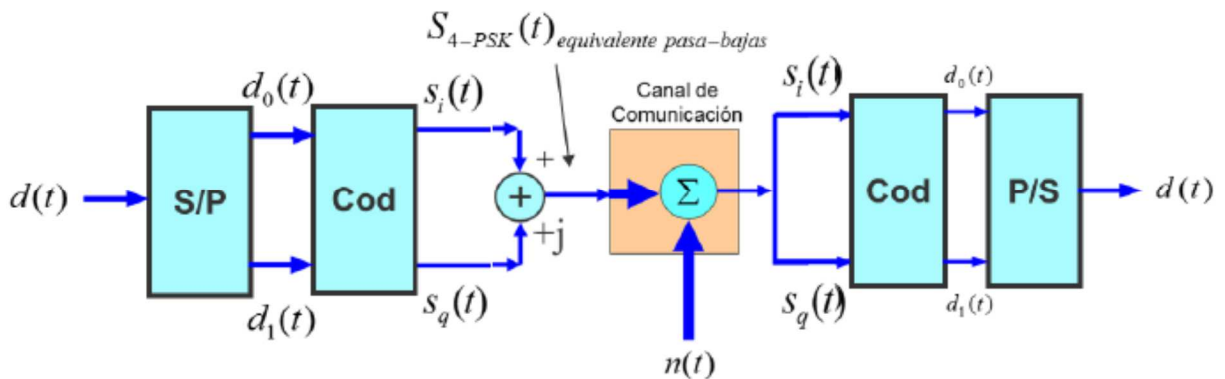 S4-PSK(t)equivalente pasa-bajas
d0(t)
si(t)
Canal de
Comunicación
si(t)
d0(t)
d(t)
S/P
Cod
+
+
+j
Σ
Cod
P/S
d(t)
d1(t)
sq(t)
sq(t)
d1(t)
n(t)